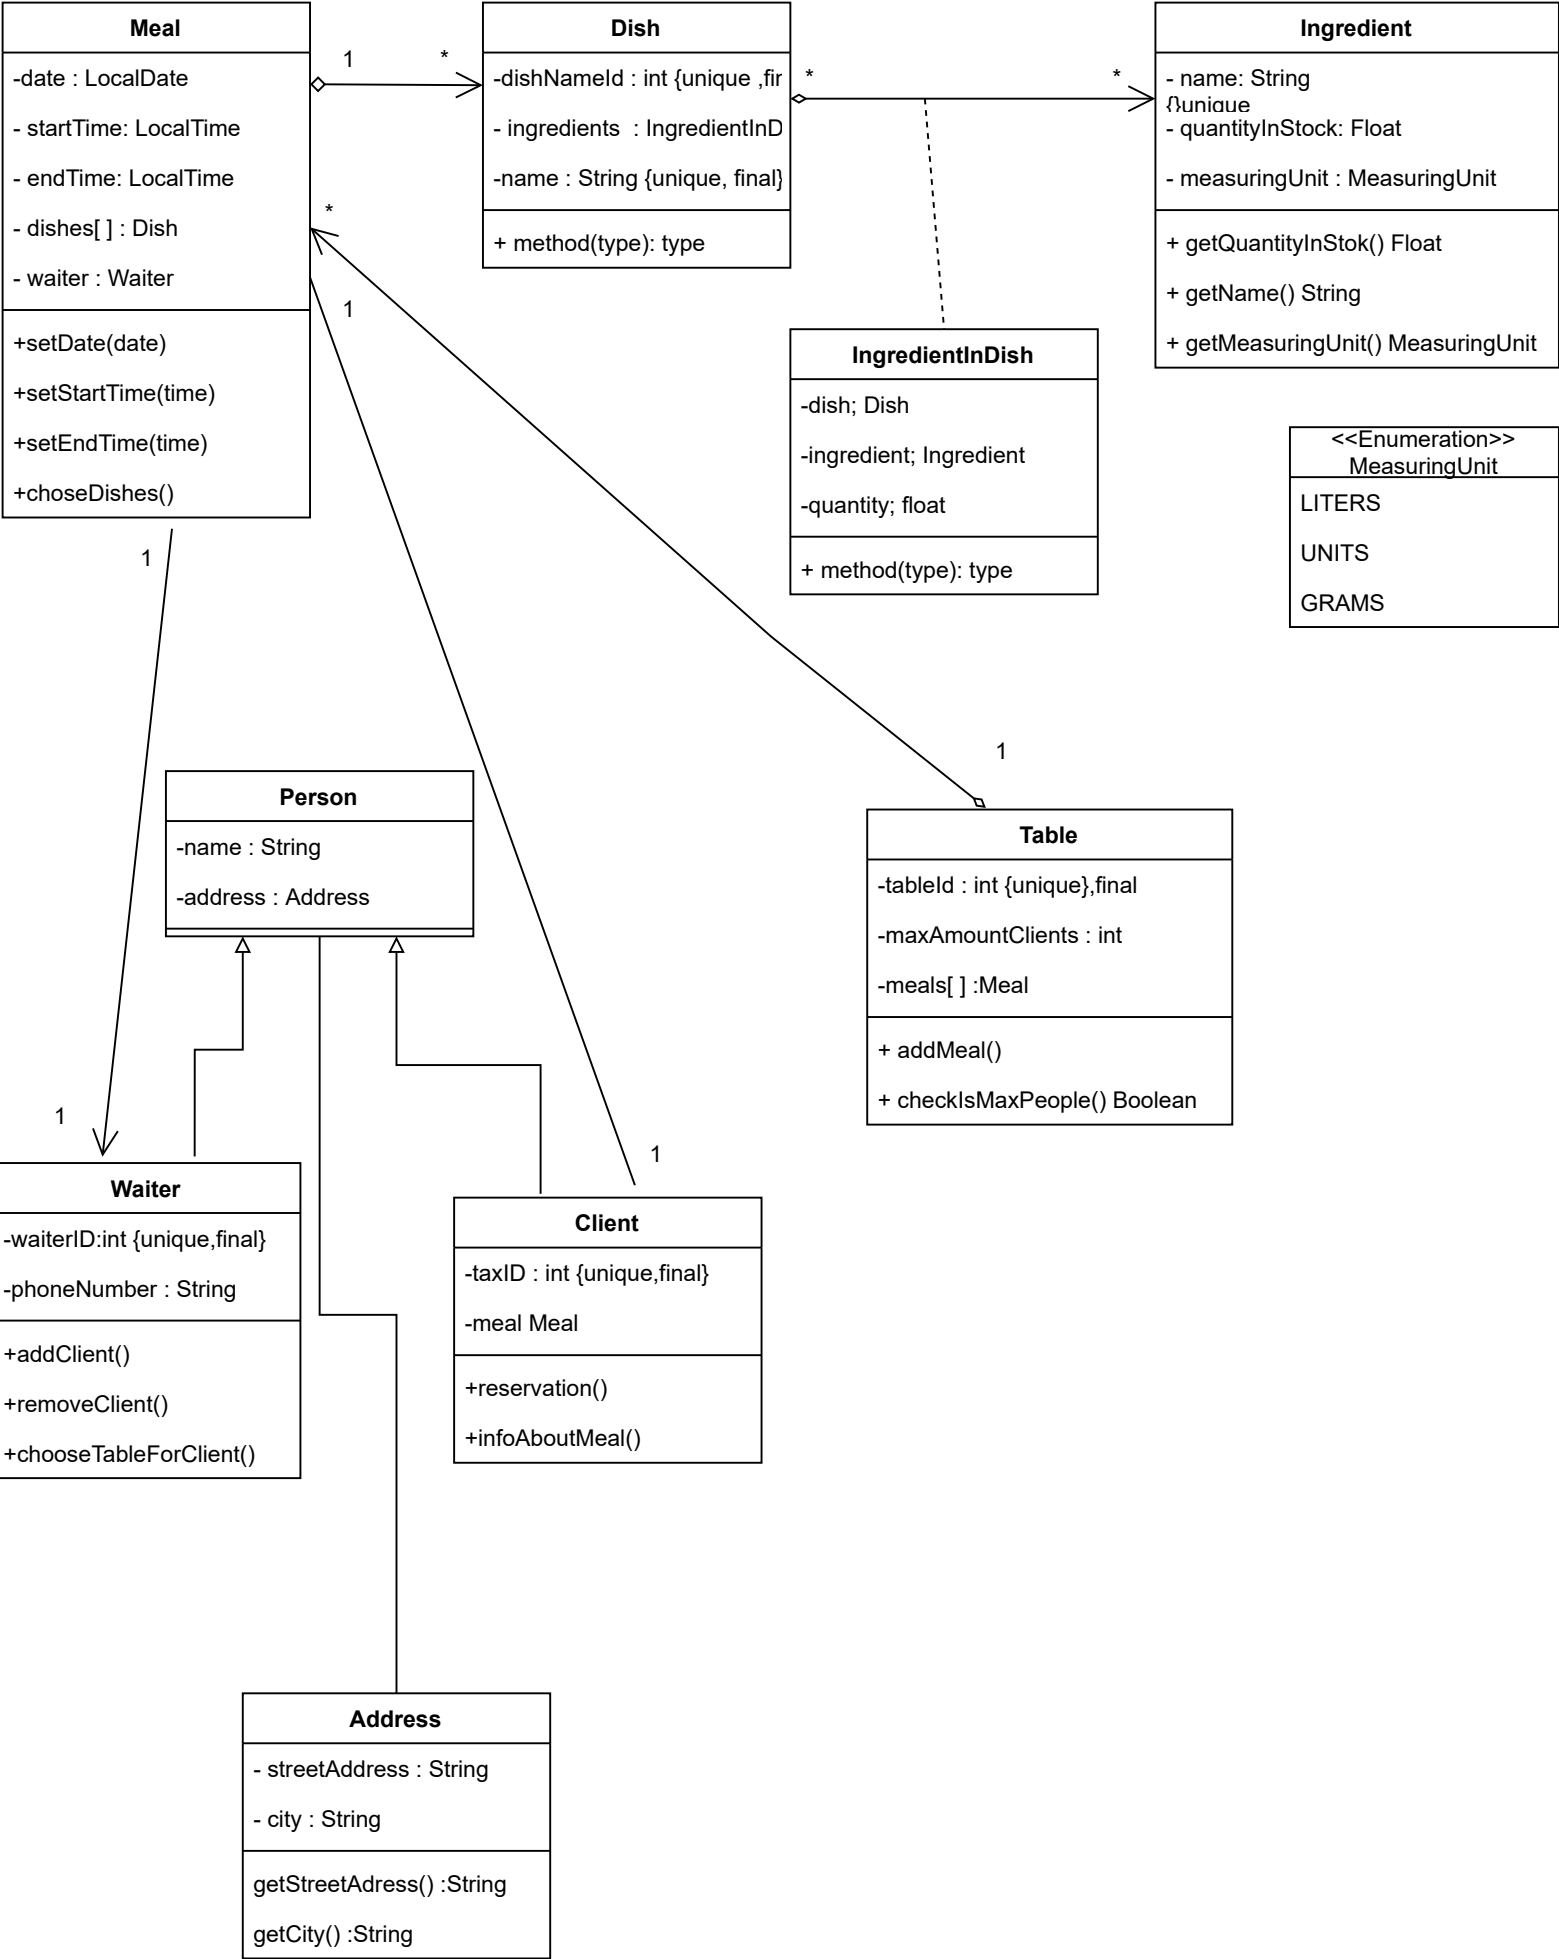 Meal
-date : LocalDate
- startTime: LocalTime
- endTime: LocalTime
- dishes[ ] : Dish
- waiter : Waiter
+setDate(date)
+setStartTime(time)
+setEndTime(time)
+choseDishes()
1
*
Dish
-dishNameId : int {unique ,fir
- ingredients : IngredientInD
-name : String {unique, final}
+ method(type): type
*
*
Ingredient
- name: String
{}unique
- quantityInStock: Float
- measuringUnit : MeasuringUnit
+ getQuantityInStok() Float
+ getName() String
+ getMeasuringUnit() MeasuringUnit
*
1
IngredientInDish
-dish; Dish
-ingredient; Ingredient
-quantity; float
+ method(type): type
<<Enumeration>>
MeasuringUnit
LITERS
UNITS
GRAMS
1
1
Person
-name : String
-address : Address
Table
-tableId : int {unique},final
-maxAmountClients : int
-meals[ ] :Meal
+ addMeal()
+ checkIsMaxPeople() Boolean
1
1
Waiter
-waiterID:int {unique,final}
-phoneNumber : String
+addClient()
+removeClient()
+chooseTableForClient()
Client
-taxID : int {unique,final}
-meal Meal
+reservation()
+infoAboutMeal()
Address
- streetAddress : String
- city : String
getStreetAdress() :String
getCity() :String